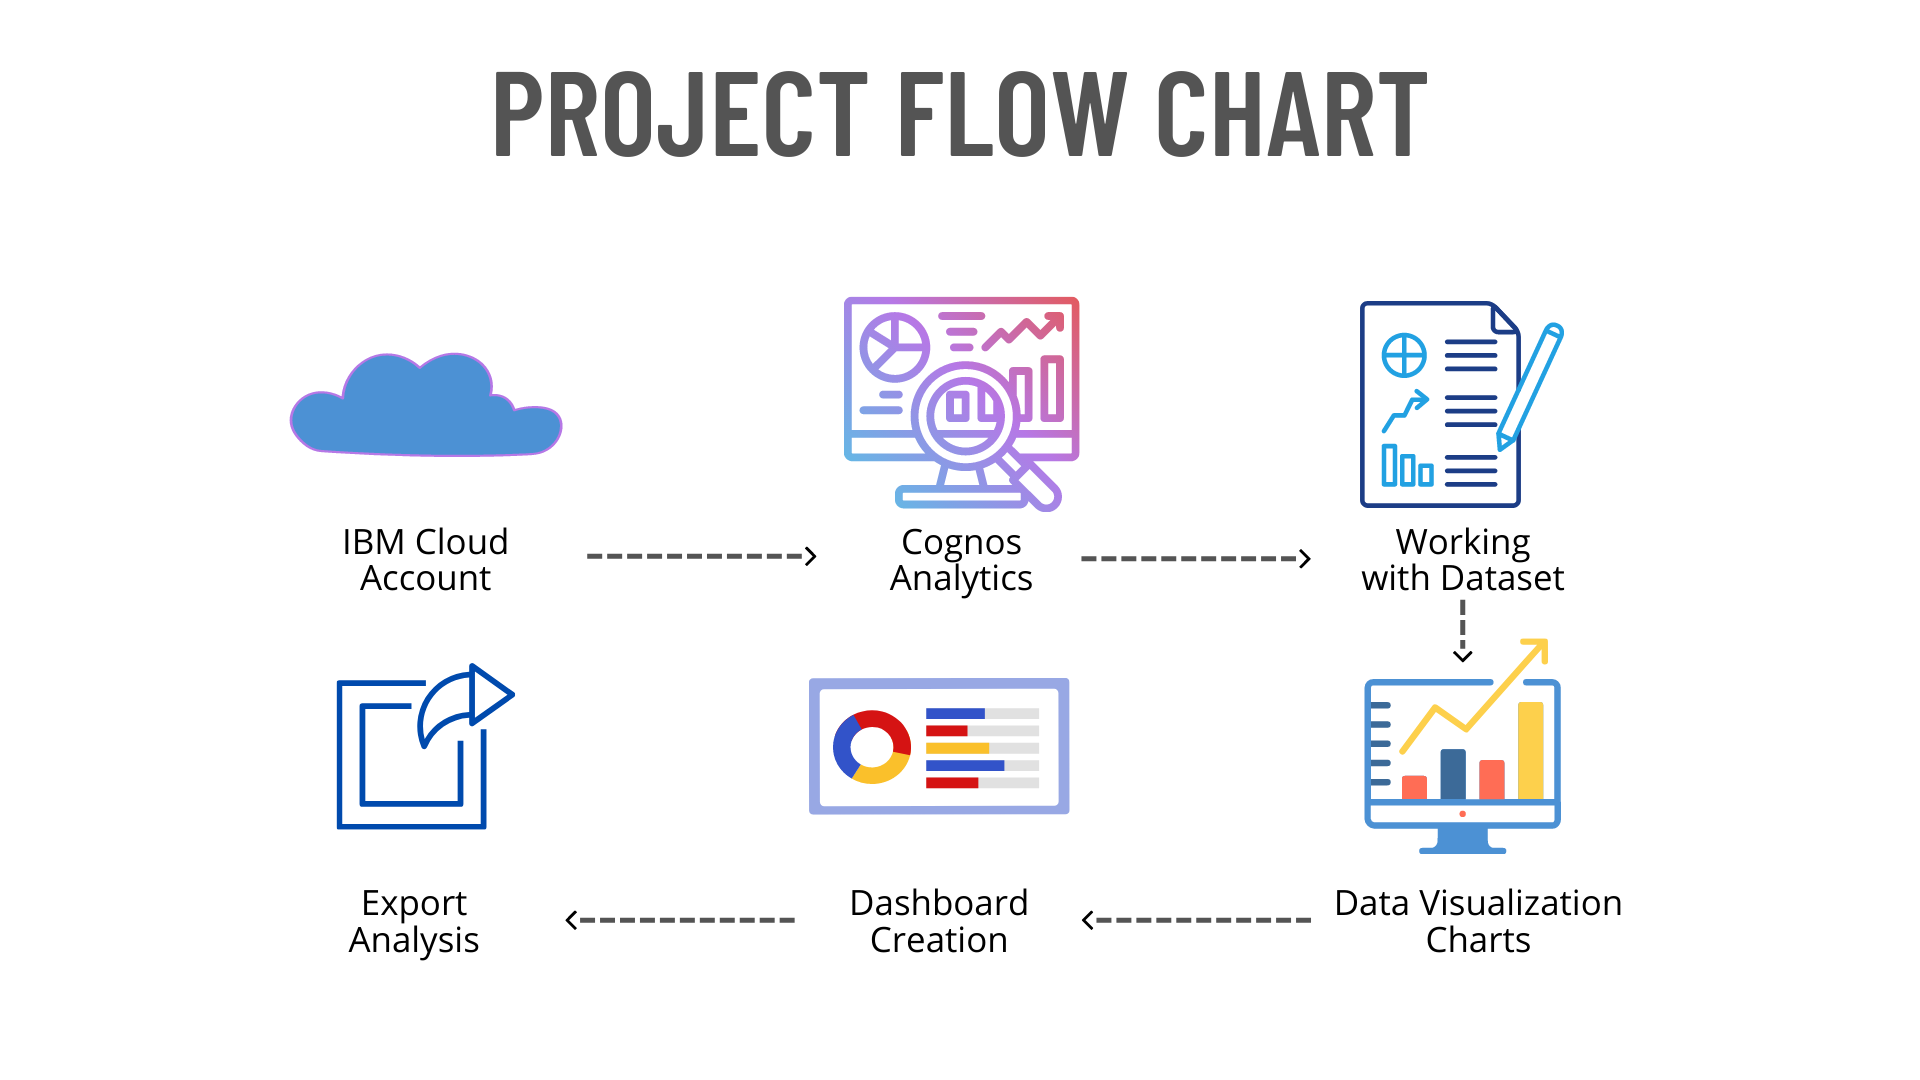 PROJECT FLOW CHART
IBM Cloud
Account
Cognos
Analytics
Working
with Dataset
Export
Analysis
Dashboard
Creation
Data Visualization
Charts